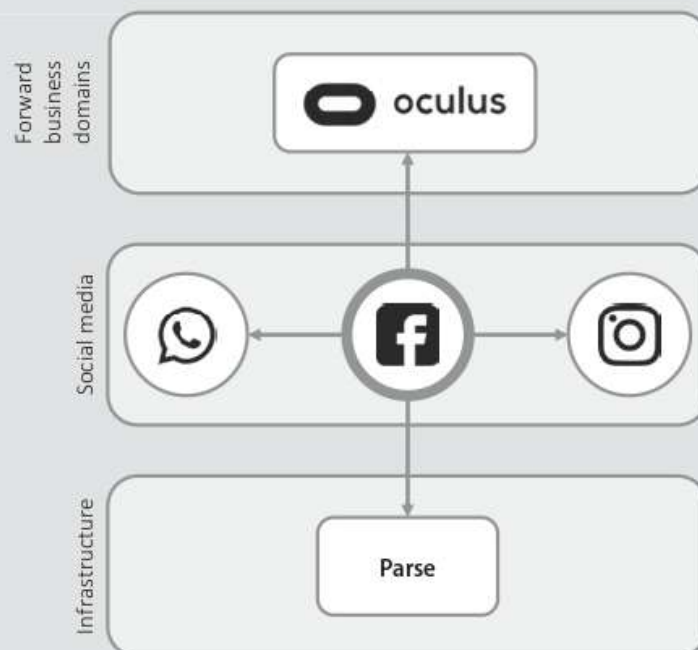 Forward
business
domains
oculus
Social media
Infrastructure
Parse